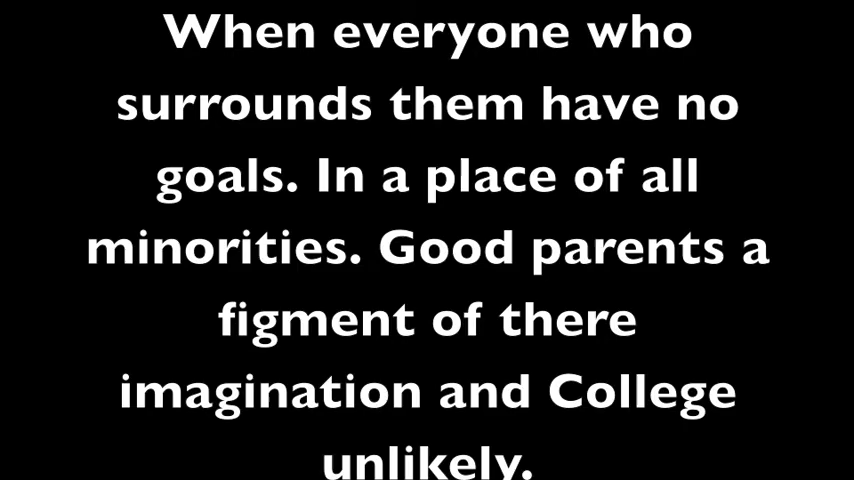 When everyone who
surrounds them have no
goals. In a place of all
minorities. Good parents a
figment of there
imagination and College
unlikely.